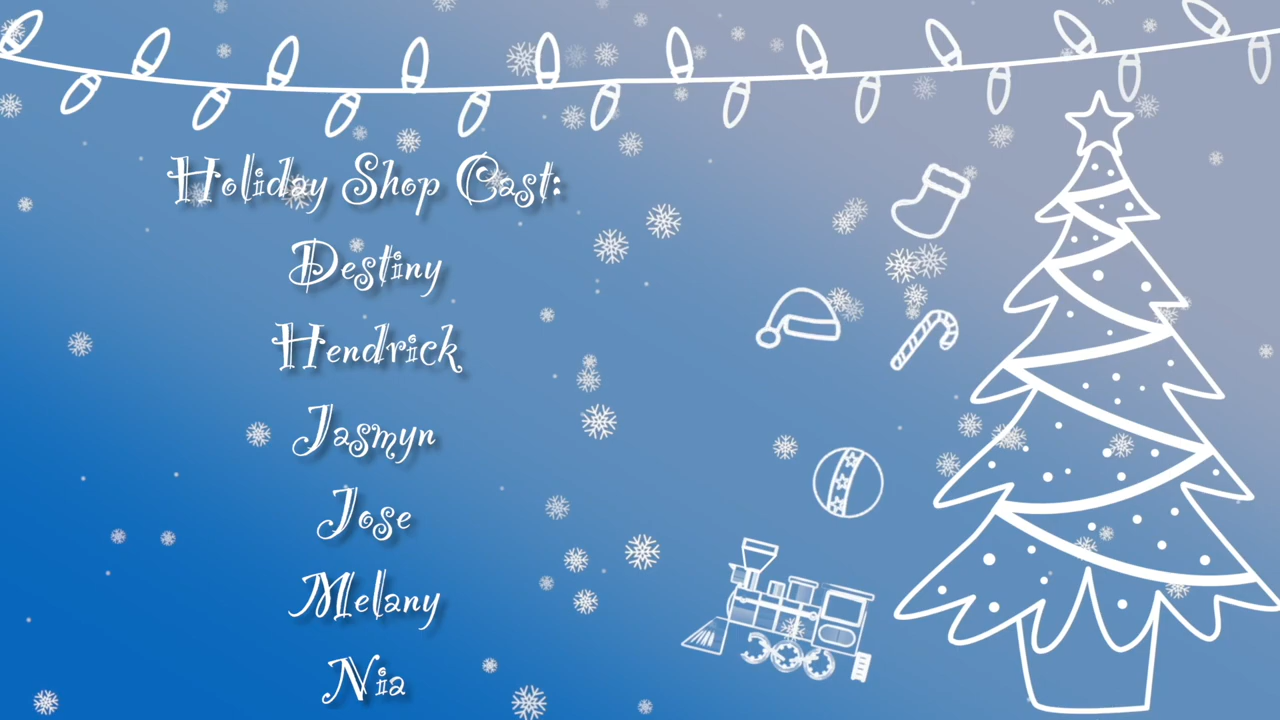 Holiday Shop Cast:
Destiny
Hendrick
Jasmyn
Jose
Melany
Nia